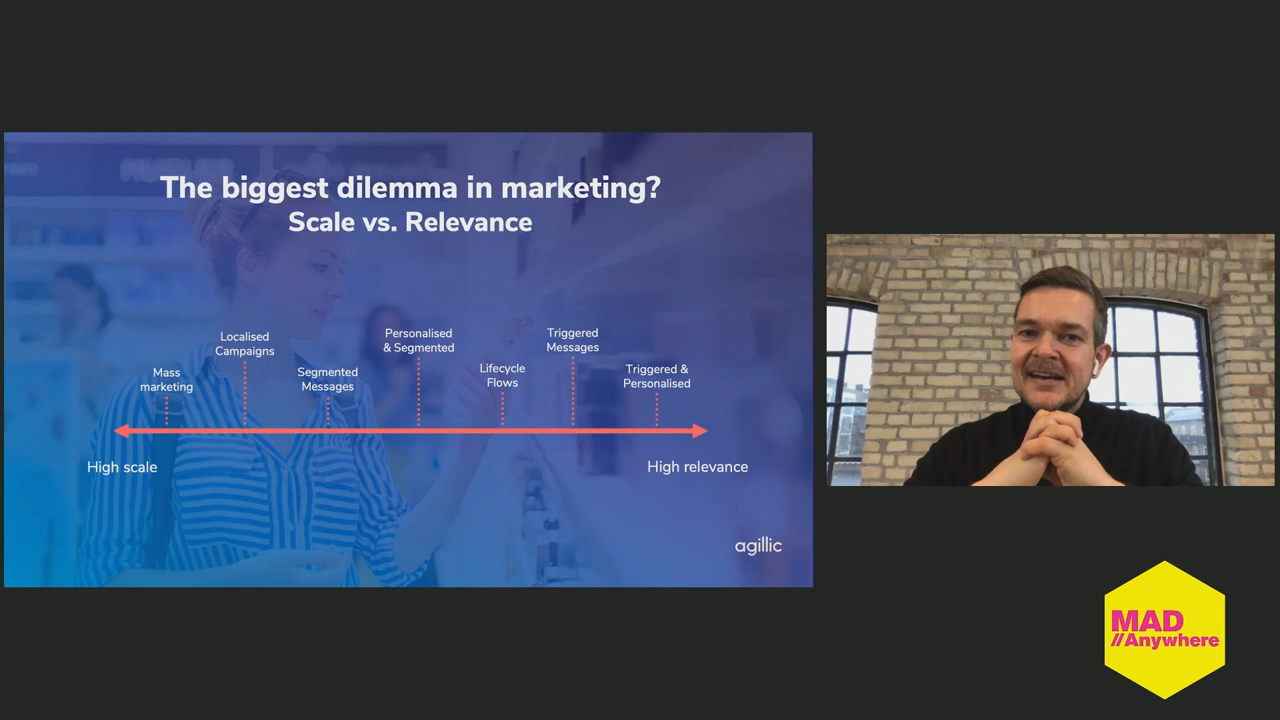 The biggest dilemma in marketing?
Scale vs. Relevance
Mass
marketing
Localised
Campaigns
Segmented
Messages
Personalised
& Segmented
Lifecycle
Flows
Triggered
Messages
Triggered &
Personalised
High scale
High relevance
agillic
MAD
//Anywhere